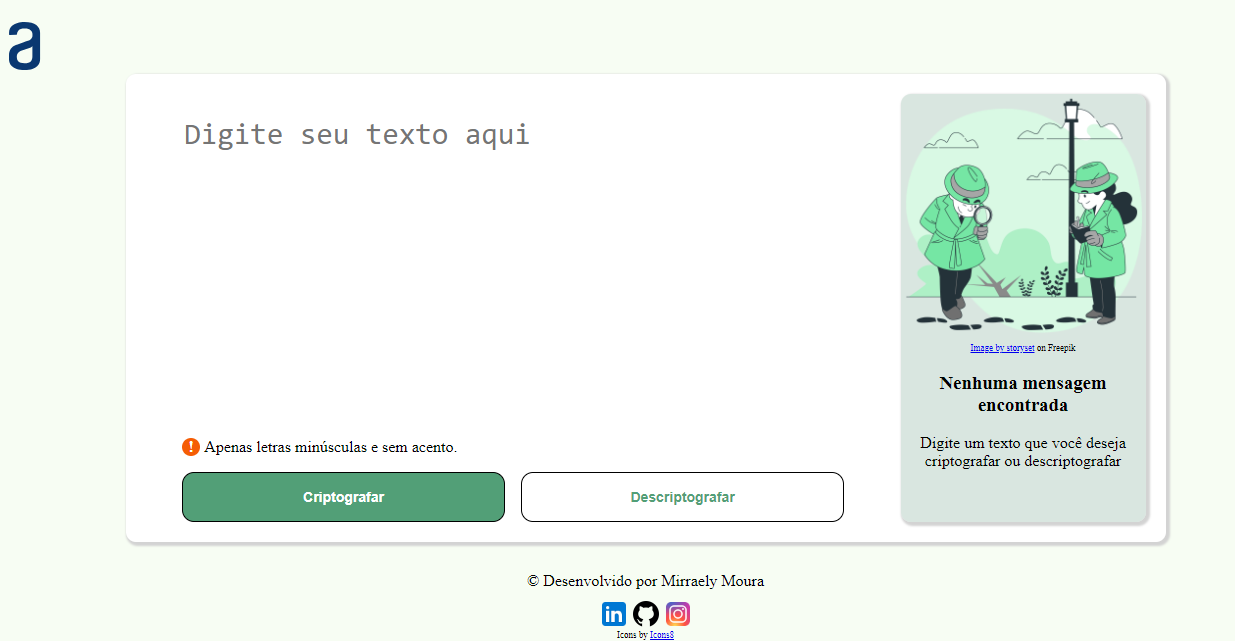 a
Digite seu texto aqui
! Apenas letras minúsculas e sem acento.
Criptografar
Descriptografar
Image by storyset on Freepik
Nenhuma mensagem
encontrada
Digite um texto que você deseja
criptografar ou descriptografar
© Desenvolvido por Mirraely Moura
in
Icons by Icons8